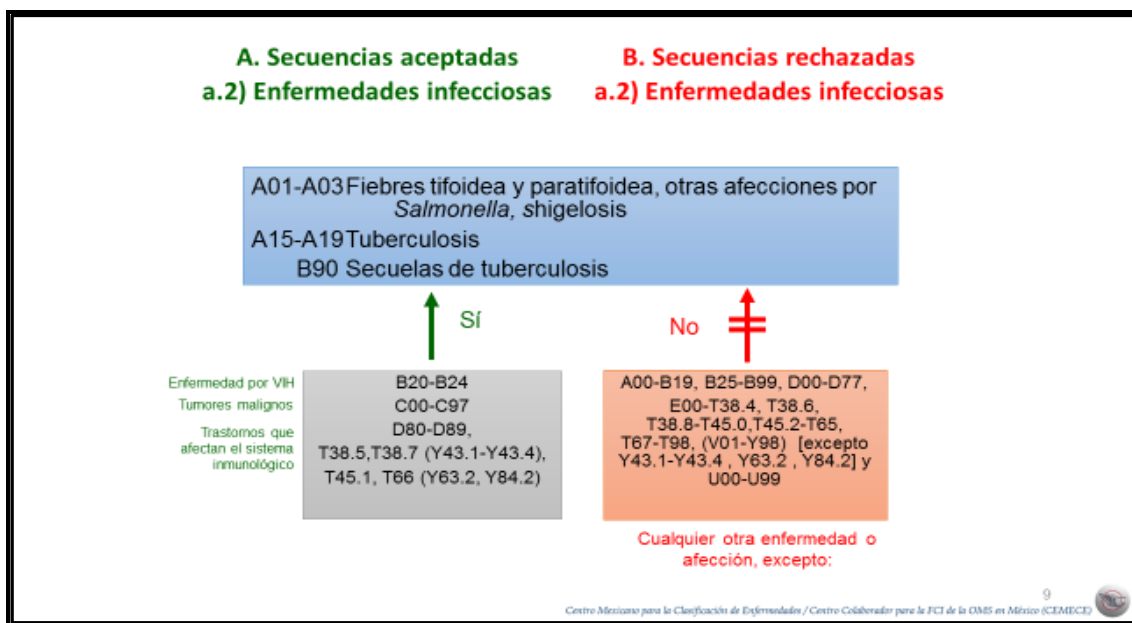 A. Secuencias aceptadas
a.2) Enfermedades infecciosas
B. Secuencias rechazadas
a.2) Enfermedades infecciosas
A01-A03 Fiebres tifoidea y paratifoidea, otras afecciones por
Salmonella, shigelosis
A15-A19 Tuberculosis
B90 Secuelas de tuberculosis
Sí
No
Enfermedad por VIH
Tumores malignos
Trastornos que
afectan el sistema
inmunológico
B20-B24
C00-C97
D80-D89,
T38.5,T38.7 (Y43.1-Y43.4),
T45.1, T66 (Y63.2, Y84.2)
A00-B19, B25-B99, D00-D77,
E00-T38.4, T38.6,
T38.8-T45.0,T45.2-T65,
T67-T98, (V01-Y98) [excepto
Y43.1-Y43.4 , Y63.2 , Y84.2] y
U00-U99
Cualquier otra enfermedad o
afección, excepto:
9
Centro Mexicano para la Clasificación de Enfermedades / Centro Colaborador para la FCI de la OMS en México (CEMECE)